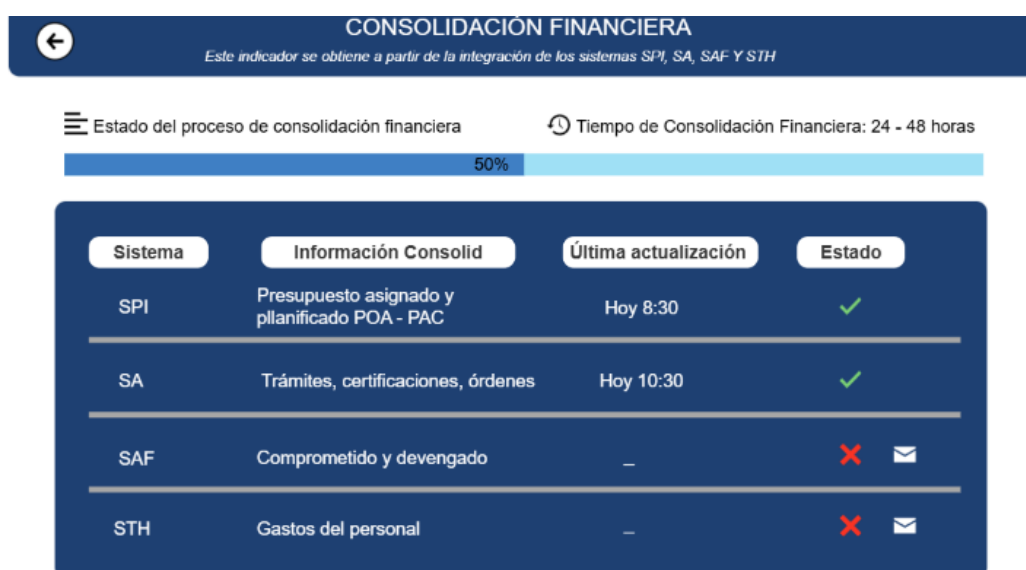 CONSOLIDACIÓN FINANCIERA
Este indicador se obtiene a partir de la integración de los sistemas SPI, SA, SAF Y STH
Estado del proceso de consolidación financiera
Tiempo de Consolidación Financiera: 24 - 48 horas
50%
Sistema Información Consolid Última actualización Estado
SPI Presupuesto asignado y
pllanificado POA - PAC Hoy 8:30
SA Trámites, certificaciones, órdenes Hoy 10:30
SAF Comprometido y devengado _
STH Gastos del personal _